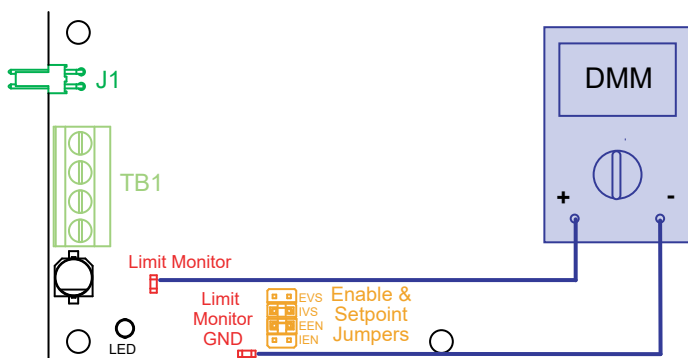 J1
DMM
TB1
+ -
Limit Monitor
Limit
Monitor
GND
EVS
IVS
EEN
IEN
Enable &
Setpoint
Jumpers
LED